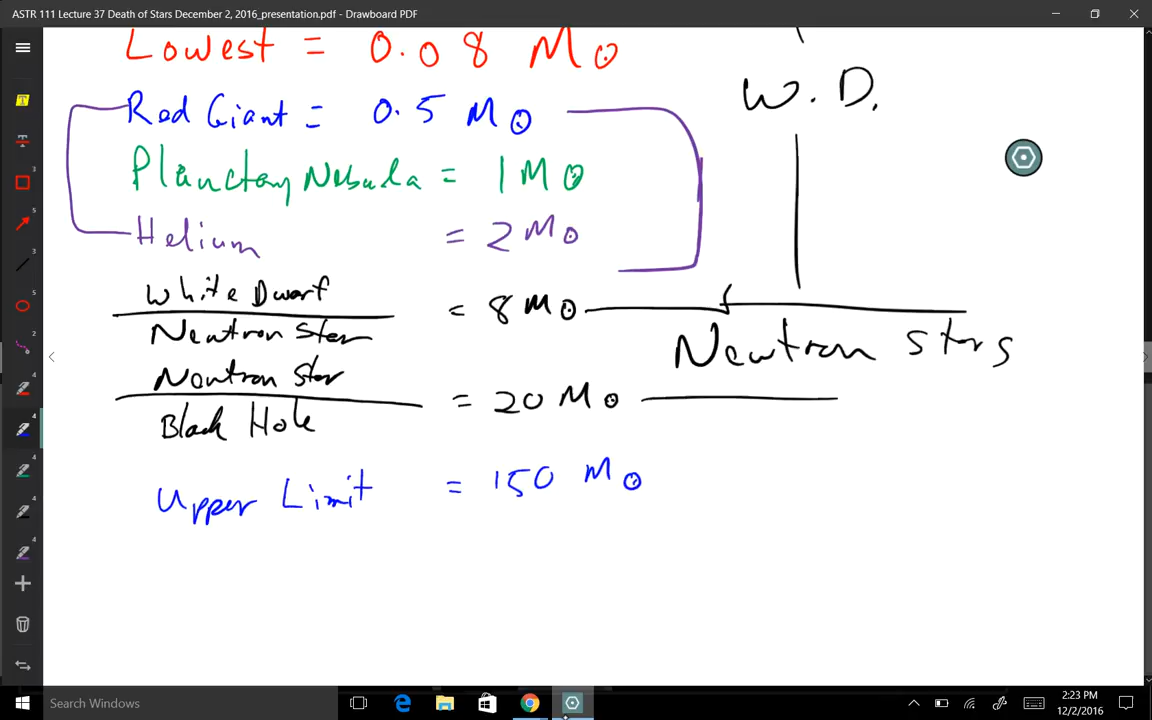 ASTR 111 Lecture 37 Death of Stars December 2, 2016_presentation.pdf - Drawboard PDF
Lowest = 0.08 M⊙
Red Giant = 0.5 M⊙
W. D.
Planetary Nebula = 1 M⊙
Helium = 2 M⊙
White Dwarf
Neutron Star
= 8 M⊙
Neutron Stars
Neutron Star
Black Hole
= 20 M⊙
Upper Limit = 150 M⊙
Search Windows
2:23 PM
12/2/2016